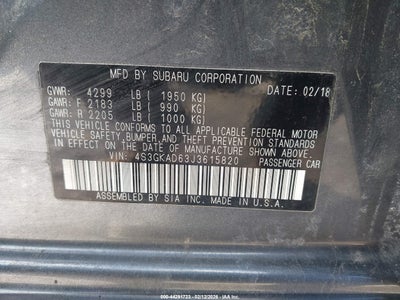 MFD BY SUBARU CORPORATION DATE: 02/18
GVWR: 4299 LB [ 1950 KG]
GAWR: F 2183 LB [ 990 KG]
GAWR: R 2205 LB [ 1000 KG]
THIS VEHICLE CONFORMS TO ALL APPLICABLE FEDERAL MOTOR
VEHICLE SAFETY, BUMPER, AND THEFT PREVENTION STANDARDS
IN EFFECT ON THE DATE OF MANUFACTURE SHOWN ABOVE.
VIN: 4S3GKAD63J3615820 PASSENGER CAR
ASSEMBLED BY SIA INC. MADE IN U.S.A.